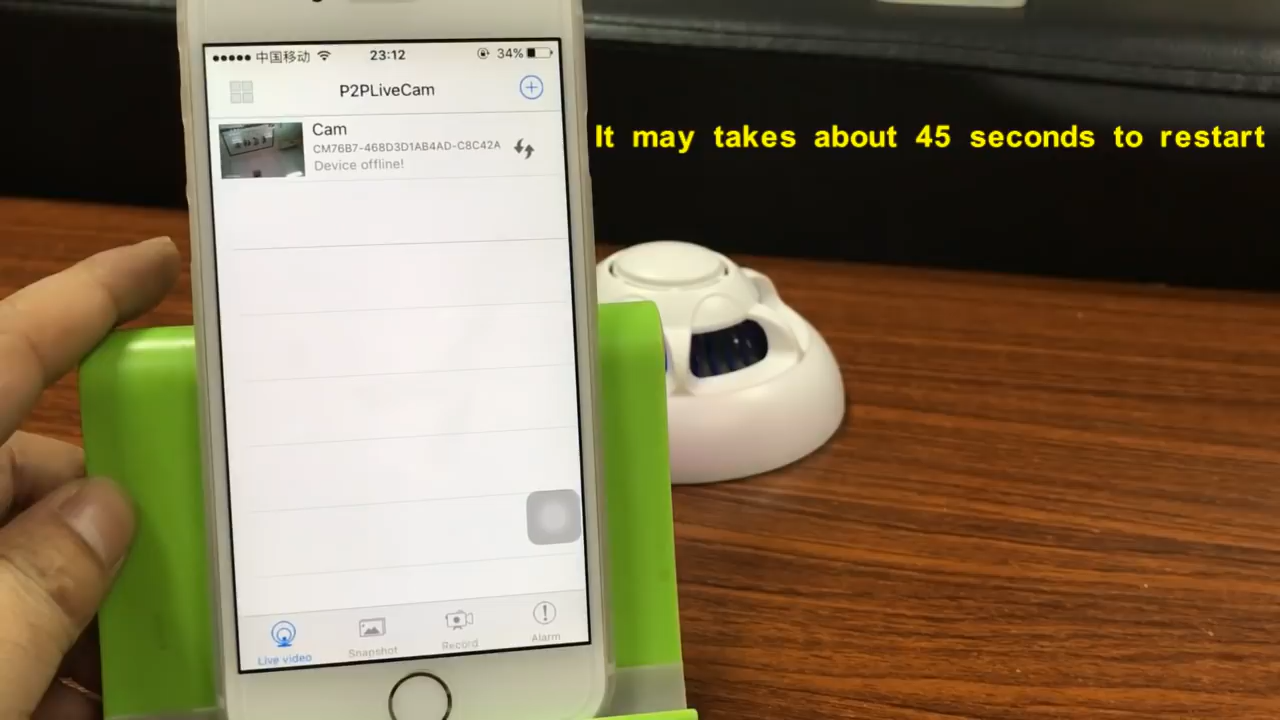 中国移动 23:12 34%
P2PLiveCam
It may takes about 45 seconds to restart
Cam
CM76B7-468D3D1AB4AD-C8C42A
Device offline!
Live video Snapshot Record Alarm